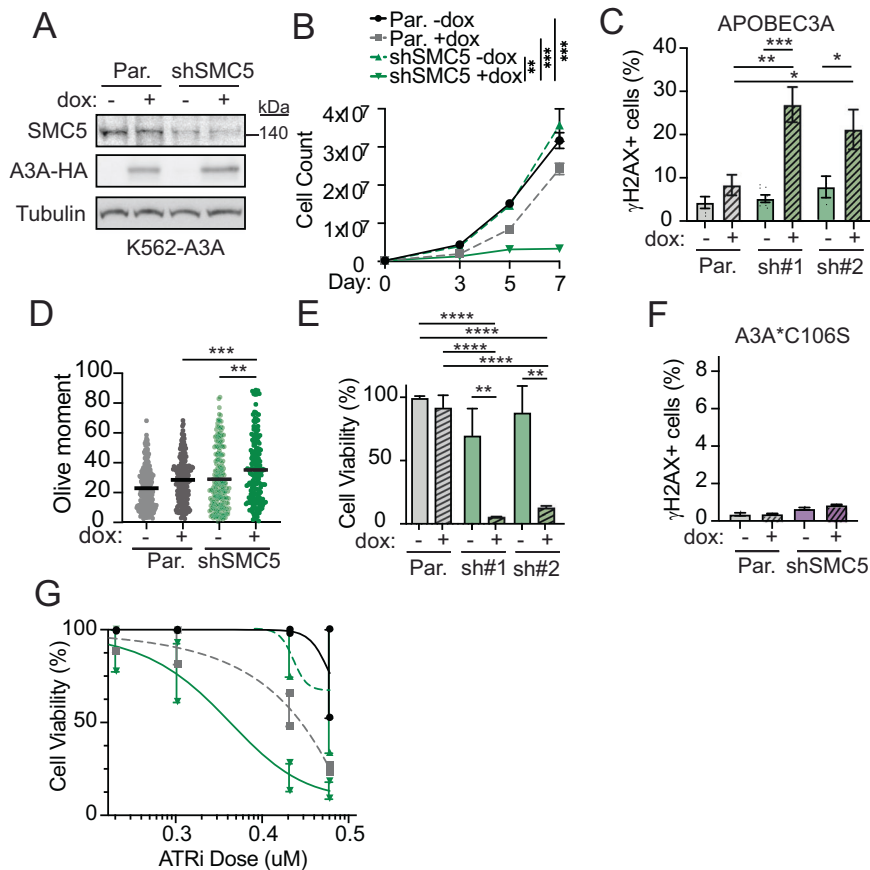 A
Par. shSMC5
dox: - + - + kDa
SMC5 140
A3A-HA
Tubulin
K562-A3A
B
Par. -dox
Par. +dox
shSMC5 -dox
shSMC5 +dox
** *** ***
4x10⁷
3x10⁷
2x10⁷
1x10⁷
0
Cell Count
Day: 0 3 5 7
C
APOBEC3A
***
** *
*
40
30
20
10
0
γH2AX+ cells (%)
dox: - + - + - +
Par. sh#1 sh#2
D
***
**
100
80
60
40
20
0
Olive moment
dox: - + - +
Par. shSMC5
E
****
****
****
****
** **
100
50
0
Cell Viability (%)
- + - + - +
Par. sh#1 sh#2
F
A3A*C106S
8
6
4
2
0
γH2AX+ cells (%)
dox: - + - +
Par. shSMC5
G
100
50
0
Cell Viability (%)
0.3 0.4 0.5
ATRi Dose (uM)